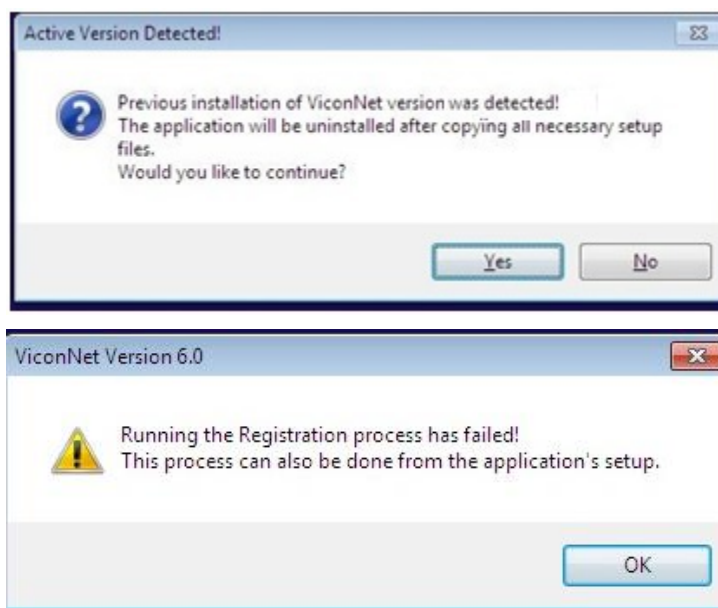 Active Version Detected!
Previous installation of ViconNet version was detected!
The application will be uninstalled after copying all necessary setup
files.
Would you like to continue?
Yes
No
ViconNet Version 6.0
Running the Registration process has failed!
This process can also be done from the application's setup.
OK